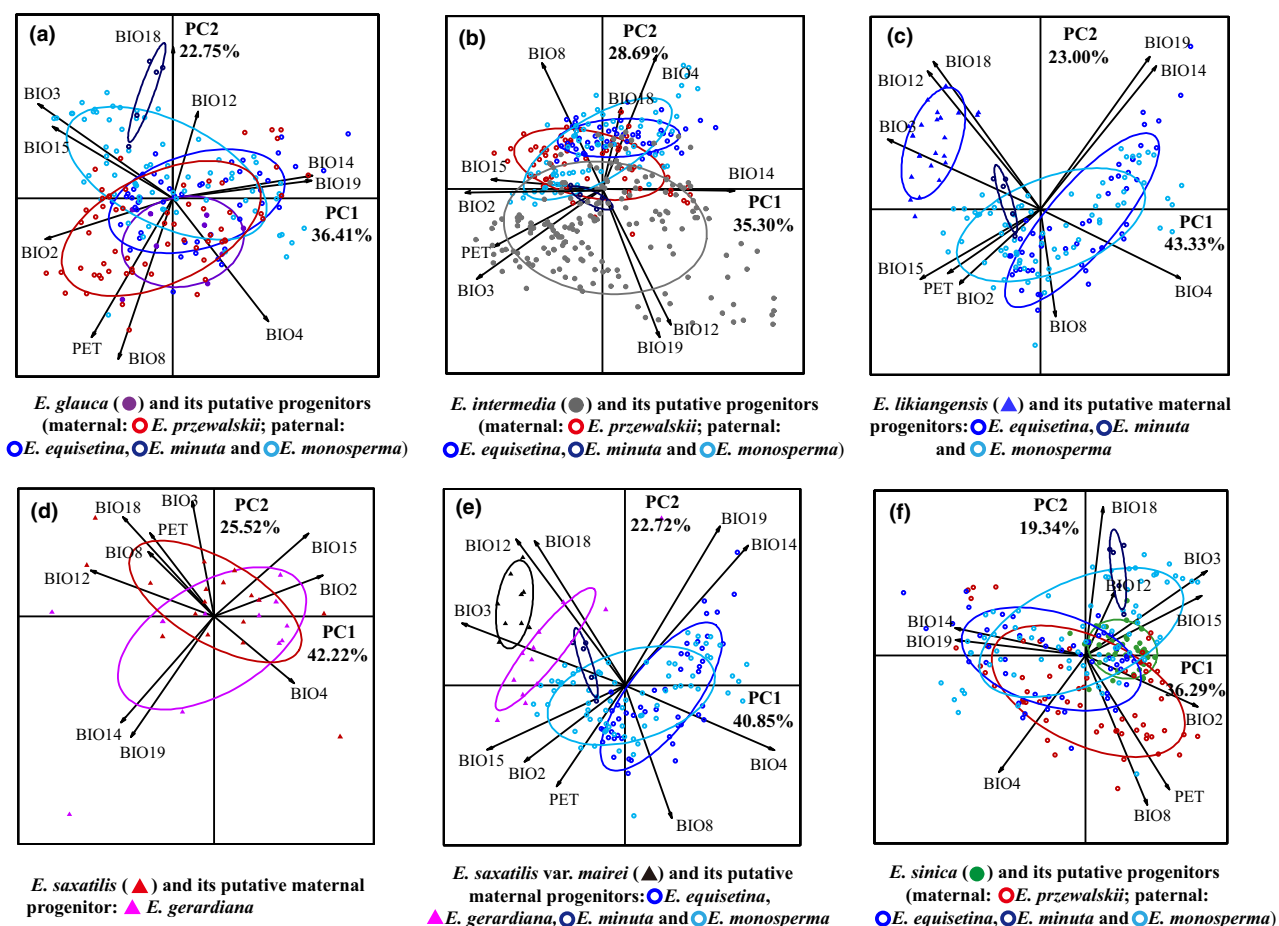 (a)
BIO18
PC2
22.75%
BIO3
BIO12
BIO15
BIO14
BIO19
PC1
36.41%
BIO2
BIO4
PET
BIO8
E. glauca ( ) and its putative progenitors
(maternal: E. przewalskii; paternal:
E. equisetina, E. minuta and E. monosperma)
(b)
PC2
28.69%
BIO8
BIO4
BIO18
BIO15
BIO14
BIO2
PC1
35.30%
PET
BIO3
BIO12
BIO19
E. intermedia ( ) and its putative progenitors
(maternal: E. przewalskii; paternal:
E. equisetina, E. minuta and E. monosperma)
(c)
PC2
23.00%
BIO19
BIO18
BIO14
BIO12
BIO3
PC1
43.33%
BIO15
PET
BIO2
BIO4
BIO8
E. likiangensis ( ) and its putative maternal
progenitors: E. equisetina, E. minuta
and E. monosperma
(d)
BIO3
PC2
25.52%
BIO18
PET
BIO15
BIO8
BIO12
BIO2
PC1
42.22%
BIO4
BIO14
BIO19
E. saxatilis ( ) and its putative maternal
progenitor: E. gerardiana
(e)
PC2
22.72%
BIO19
BIO12
BIO18
BIO14
BIO3
PC1
40.85%
BIO15
BIO2
BIO4
PET
BIO8
E. saxatilis var. mairei ( ) and its putative
maternal progenitors: E. equisetina,
E. gerardiana, E. minuta and E. monosperma
(f)
PC2
19.34%
BIO18
BIO3
BIO12
BIO14
BIO15
BIO19
PC1
36.29%
BIO2
BIO4
PET
BIO8
E. sinica ( ) and its putative progenitors
(maternal: E. przewalskii; paternal:
E. equisetina, E. minuta and E. monosperma)